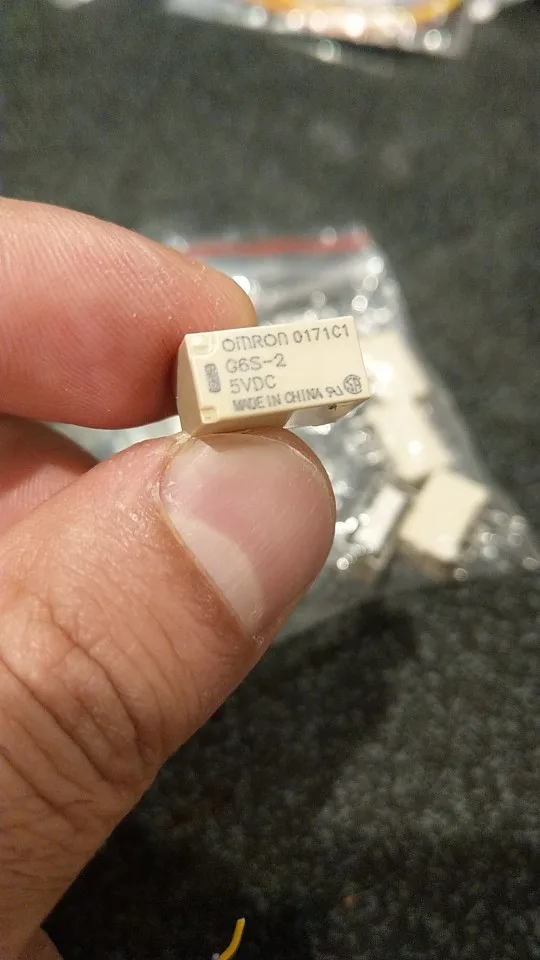 OMRON 0171C1
G6S-2
5VDC
MADE IN CHINA